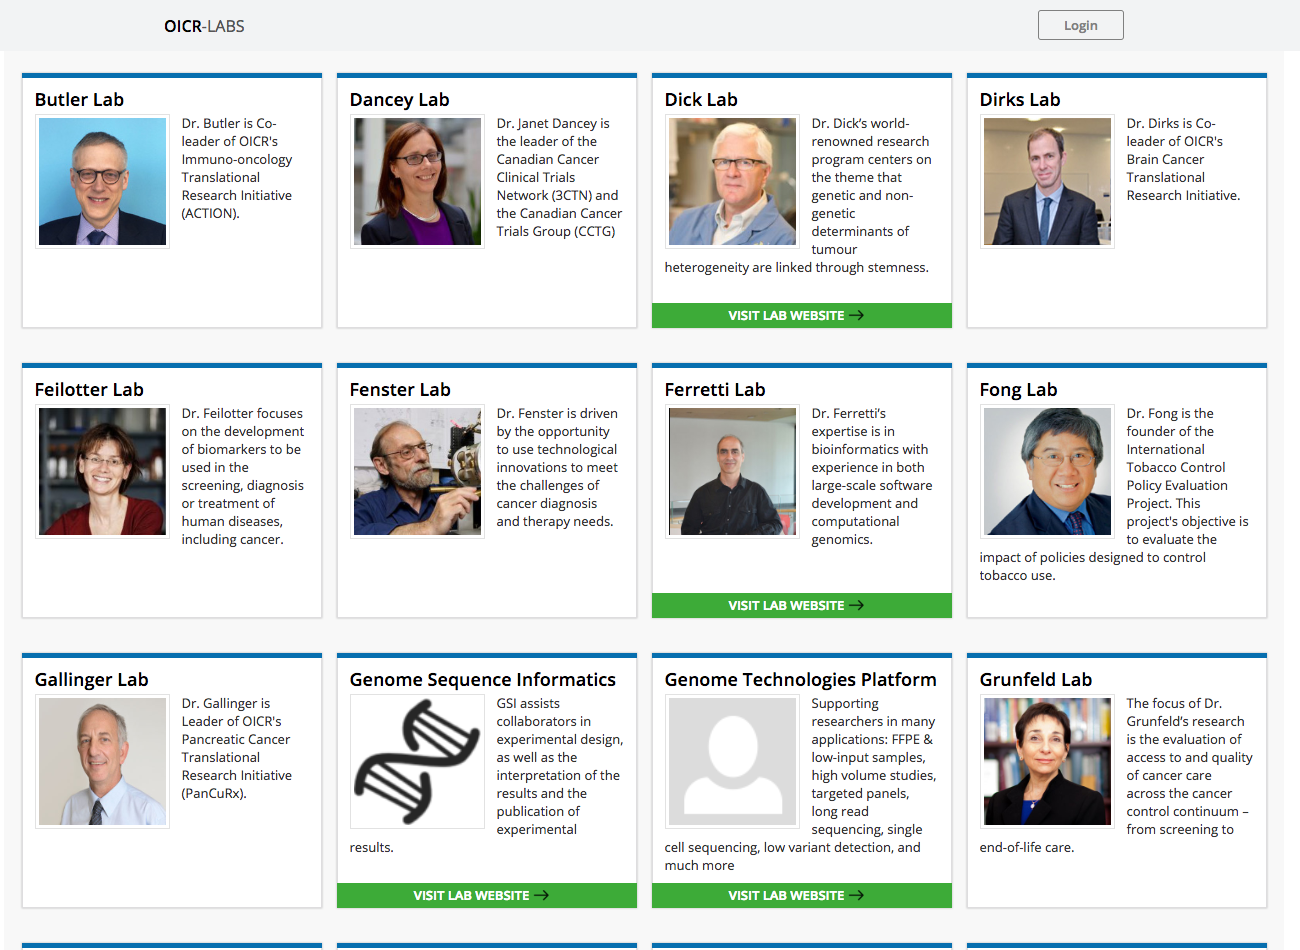 OICR-LABS
Login
Butler Lab
Dr. Butler is Co-
leader of OICR's
Immuno-oncology
Translational
Research Initiative
(ACTION).
Dancey Lab
Dr. Janet Dancey is
the leader of the
Canadian Cancer
Clinical Trials
Network (3CTN) and
the Canadian Cancer
Trials Group (CCTG)
Dick Lab
Dr. Dick’s world-
renowned research
program centers on
the theme that
genetic and non-
genetic
determinants of
tumour
heterogeneity are linked through stemness.
VISIT LAB WEBSITE →
Dirks Lab
Dr. Dirks is Co-
leader of OICR's
Brain Cancer
Translational
Research Initiative.
Feilotter Lab
Dr. Feilotter focuses
on the development
of biomarkers to be
used in the
screening, diagnosis
or treatment of
human diseases,
including cancer.
Fenster Lab
Dr. Fenster is driven
by the opportunity
to use technological
innovations to meet
the challenges of
cancer diagnosis
and therapy needs.
Ferretti Lab
Dr. Ferretti’s
expertise is in
bioinformatics with
experience in both
large-scale software
development and
computational
genomics.
VISIT LAB WEBSITE →
Fong Lab
Dr. Fong is the
founder of the
International
Tobacco Control
Policy Evaluation
Project. This
project's objective is
to evaluate the
impact of policies designed to control
tobacco use.
Gallinger Lab
Dr. Gallinger is
Leader of OICR's
Pancreatic Cancer
Translational
Research Initiative
(PanCuRx).
Genome Sequence Informatics
GSI assists
collaborators in
experimental design,
as well as the
interpretation of the
results and the
publication of
experimental
results.
VISIT LAB WEBSITE →
Genome Technologies Platform
Supporting
researchers in many
applications: FFPE &
low-input samples,
high volume studies,
targeted panels,
long read
sequencing, single
cell sequencing, low variant detection, and
much more
VISIT LAB WEBSITE →
Grunfeld Lab
The focus of Dr.
Grunfeld’s research
is the evaluation of
access to and quality
of cancer care
across the cancer
control continuum –
from screening to
end-of-life care.